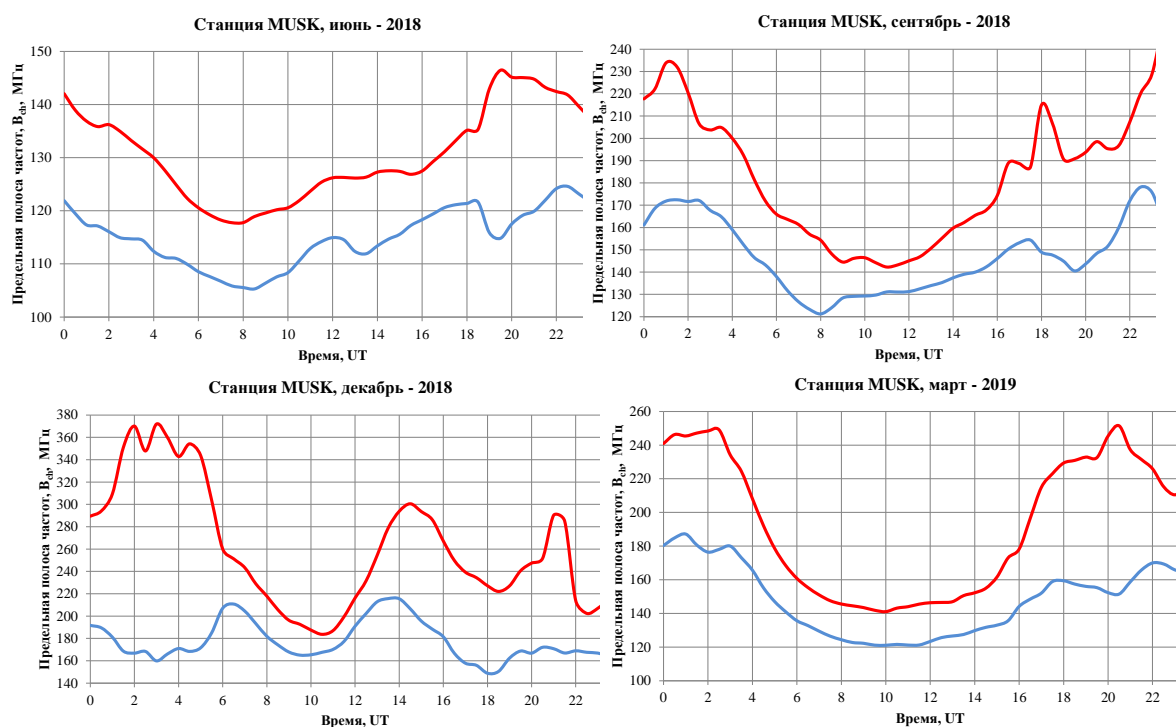 Станция MUSK, июнь - 2018
Предельная полоса частот, Bch, МГц
150
140
130
120
110
100
0 2 4 6 8 10 12 14 16 18 20 22
Время, UT
Станция MUSK, сентябрь - 2018
Предельная полоса частот, Bch, МГц
240
230
220
210
200
190
180
170
160
150
140
130
120
0 2 4 6 8 10 12 14 16 18 20 22
Время, UT
Станция MUSK, декабрь - 2018
Предельная полоса частот, Bch, МГц
380
360
340
320
300
280
260
240
220
200
180
160
140
0 2 4 6 8 10 12 14 16 18 20 22
Время, UT
Станция MUSK, март - 2019
Предельная полоса частот, Bch, МГц
260
240
220
200
180
160
140
120
100
0 2 4 6 8 10 12 14 16 18 20 22
Время, UT